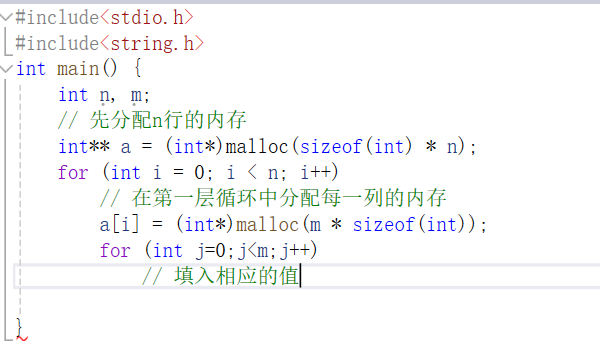 #include<stdio.h>
#include<string.h>
int main() {
    int n, m;
    // 先分配n行的内存
    int** a = (int*)malloc(sizeof(int) * n);
    for (int i = 0; i < n; i++)
        // 在第一层循环中分配每一列的内存
        a[i] = (int*)malloc(m * sizeof(int));
        for (int j=0;j<m;j++)
            // 填入相应的值
}